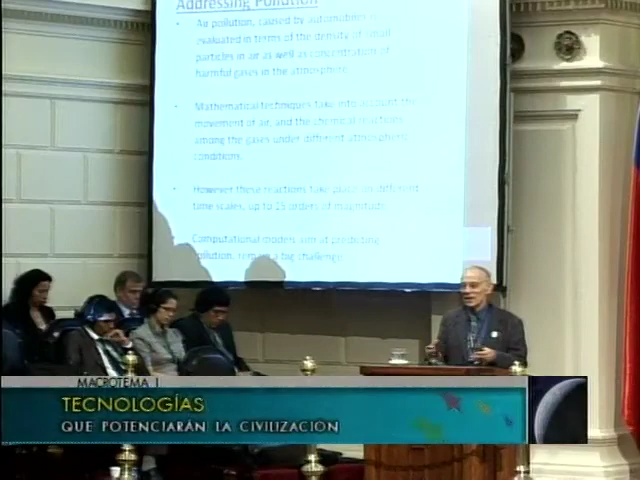 Addressing Pollution
• Air pollution, caused by automobiles is
evaluated in terms of the density of small
particles in air as well as concentration of
harmful gases in the atmosphere.
• Mathematical techniques take into account the
movement of air, and the chemical reactions
among the gases under different atmospheric
condition.
• However these reactions take place on different
time scales, up to 15 orders of magnitude.
Computational models aim at predicting
pollution, remain a big challenge.
MACROTEMA I
TECNOLOGÍAS
QUE POTENCIARÁN LA CIVILIZACIÓN